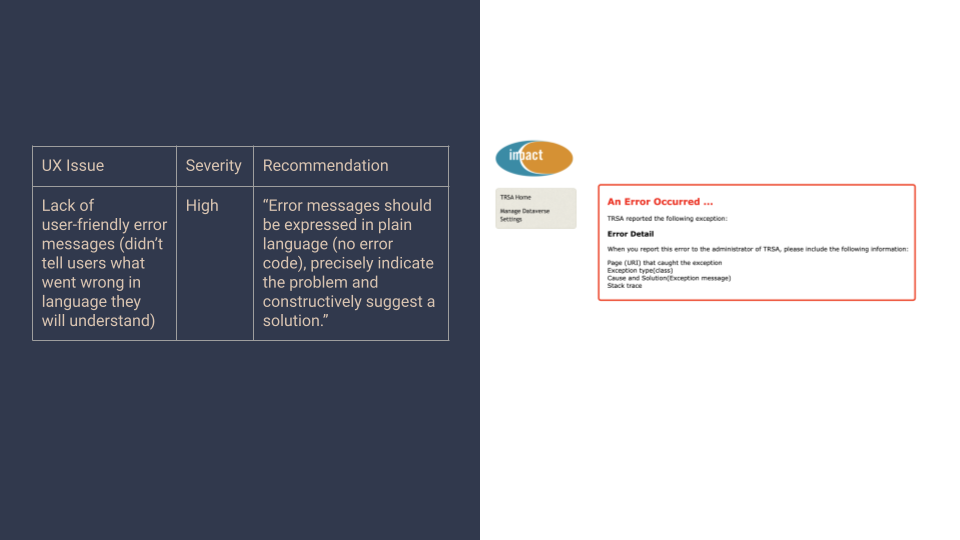 UX Issue
Severity
Recommendation
Lack of
user-friendly error
messages (didn't
tell users what
went wrong in
language they
will understand)
High
“Error messages should
be expressed in plain
language (no error
code), precisely indicate
the problem and
constructively suggest a
solution.”
impact
TRSA Home
Manage Dataverse
Settings
An Error Occurred ...
TRSA reported the following exception:
Error Detail
When you report this error to the administrator of TRSA, please include the following information:
Page (URI) that caught the exception
Exception type(class)
Cause and Solution(Exception message)
Stack trace